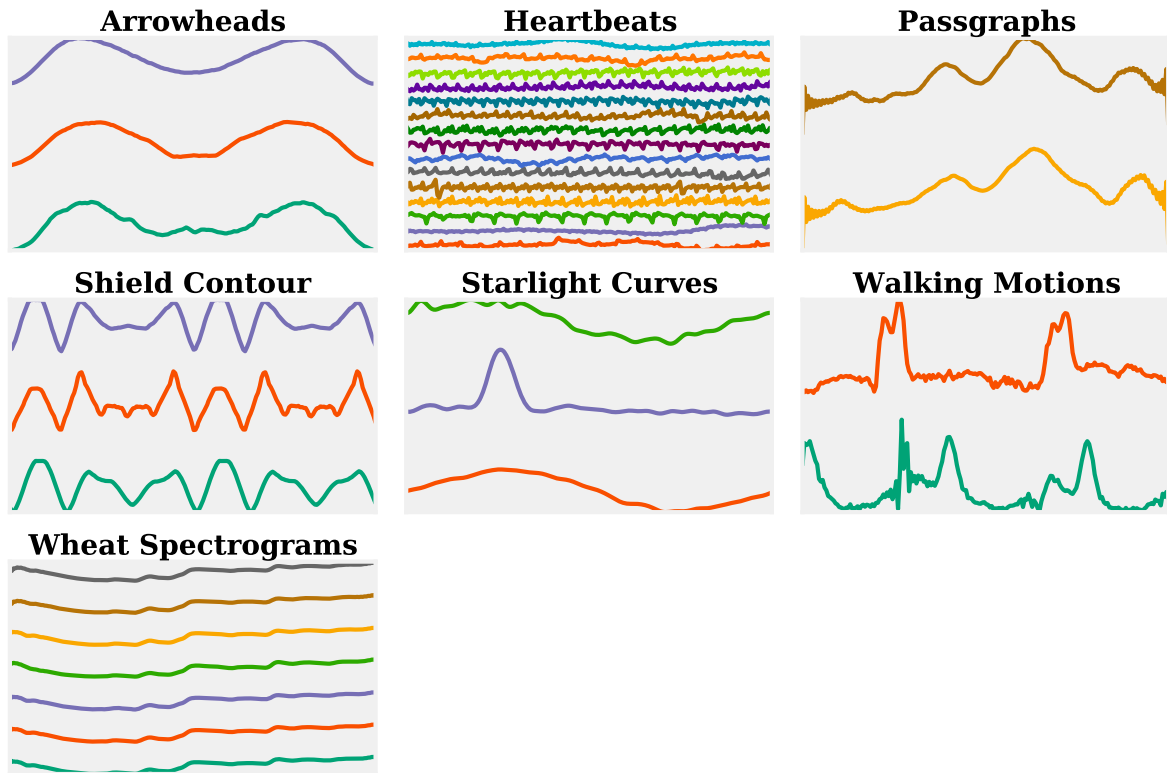 Arrowheads
Heartbeats
Passgraphs
Shield Contour
Starlight Curves
Walking Motions
Wheat Spectrograms